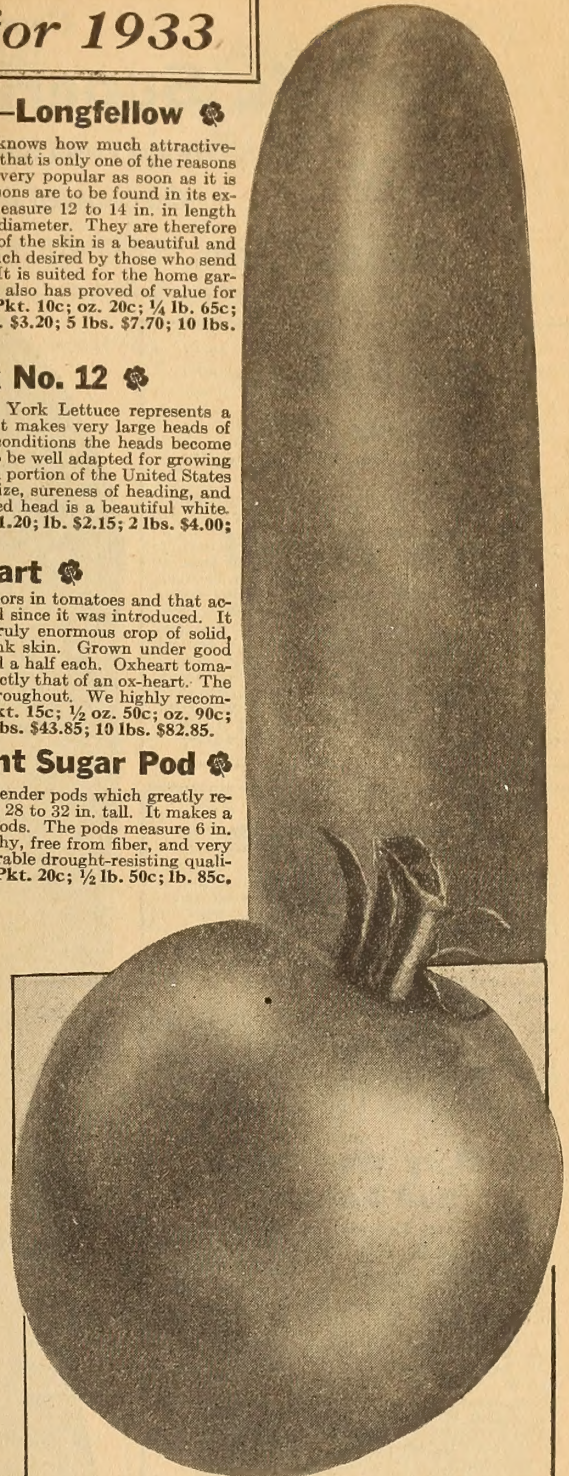 or 1933
–Longfellow
knows how much attractive-
that is only one of the reasons
very popular as soon as it is
ons are to be found in its ex-
easure 12 to 14 in. in length
diameter. They are therefore
of the skin is a beautiful and
ch desired by those who send
It is suited for the home gar-
also has proved of value for
Pkt. 10c; oz. 20c; ¼ lb. 65c;
. $3.20; 5 lbs. $7.70; 10 lbs.
No. 12
York Lettuce represents a
t makes very large heads of
conditions the heads become
be well adapted for growing
portion of the United States
ize, sureness of heading, and
ed head is a beautiful white.
1.20; lb. $2.15; 2 lbs. $4.00;
art
ors in tomatoes and that ac-
d since it was introduced. It
ruly enormous crop of solid,
nk skin. Grown under good
d a half each. Oxheart toma-
ctly that of an ox-heart. The
roughout. We highly recom-
kt. 15c; ½ oz. 50c; oz. 90c;
bs. $43.85; 10 lbs. $82.85.
nt Sugar Pod
ender pods which greatly re-
28 to 32 in. tall. It makes a
ods. The pods measure 6 in.
hy, free from fiber, and very
rable drought-resisting quali-
Pkt. 20c; ½ lb. 50c; lb. 85c.